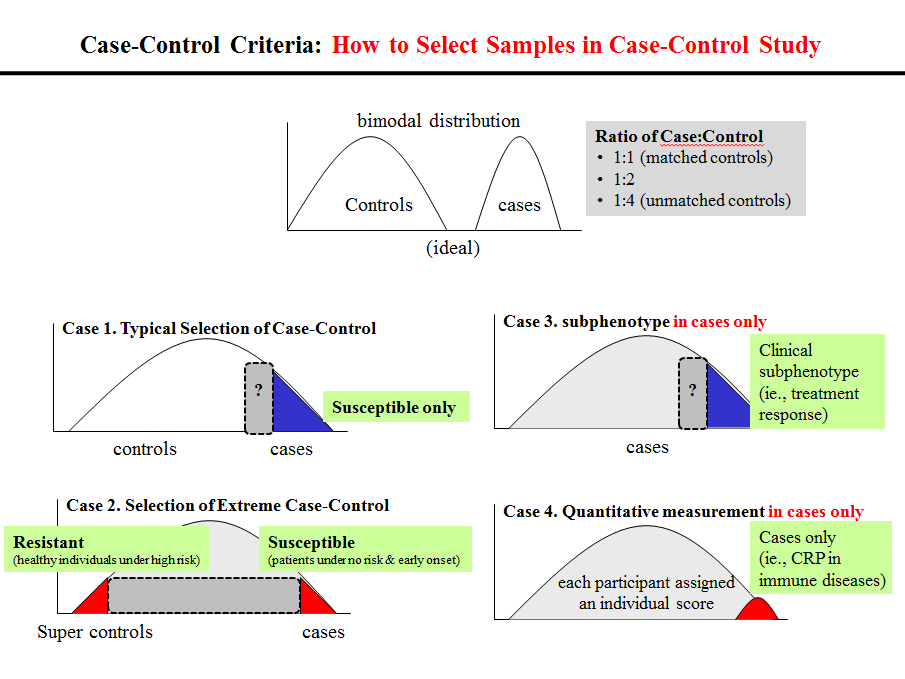 Case-Control Criteria: How to Select Samples in Case-Control Study
bimodal distribution
Controls
cases
(ideal)
Ratio of Case:Control
• 1:1 (matched controls)
• 1:2
• 1:4 (unmatched controls)
Case 1. Typical Selection of Case-Control
?
Susceptible only
controls
cases
Case 3. subphenotype in cases only
?
Clinical
subphenotype
(ie., treatment
response)
cases
Case 2. Selection of Extreme Case-Control
Resistant
(healthy individuals under high risk)
Susceptible
(patients under no risk & early onset)
Super controls
cases
Case 4. Quantitative measurement in cases only
Cases only
(ie., CRP in
immune diseases)
each participant assigned
an individual score